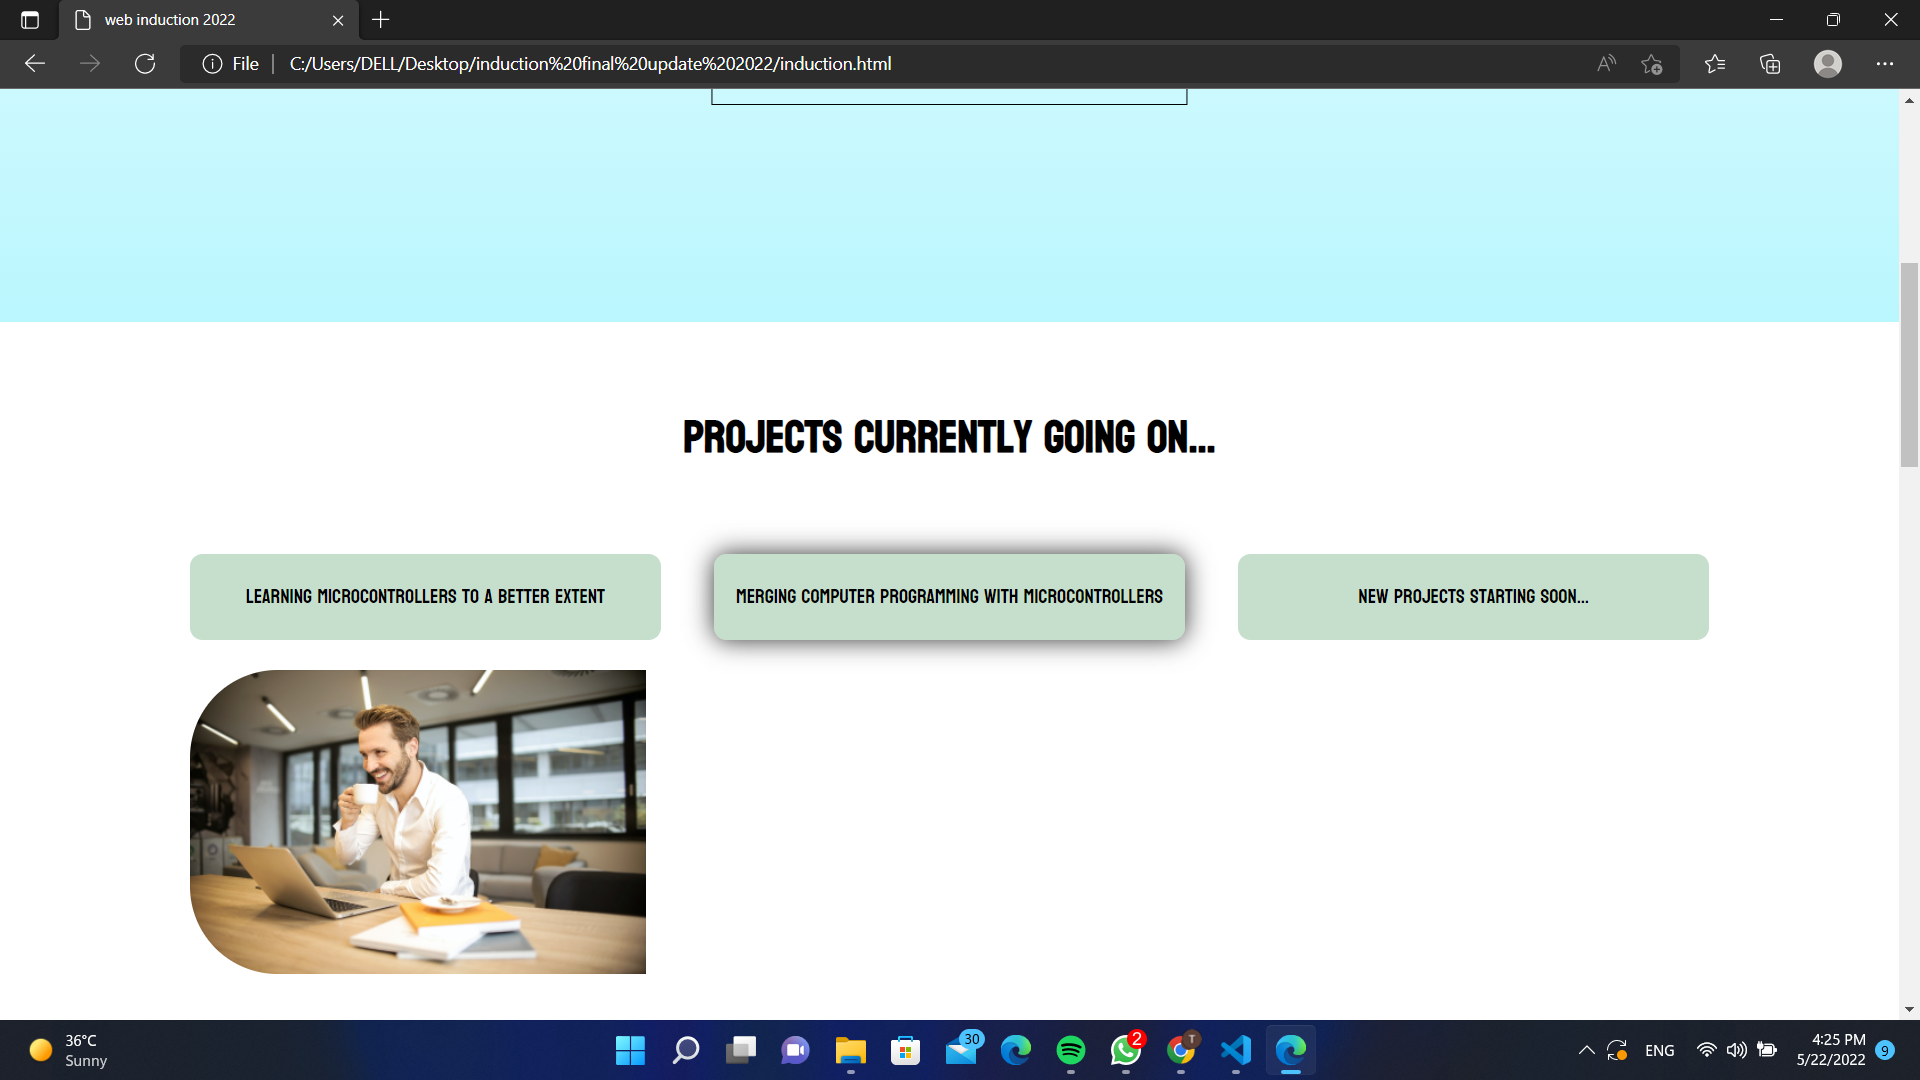 web induction 2022
File
C:/Users/DELL/Desktop/induction%20final%20update%202022/induction.html
PROJECTS CURRENTLY GOING ON...
LEARNING MICROCONTROLLERS TO A BETTER EXTENT
MERGING COMPUTER PROGRAMMING WITH MICROCONTROLLERS
NEW PROJECTS STARTING SOON...
36°C
Sunny
30
2
T
ENG
4:25 PM
5/22/2022
9